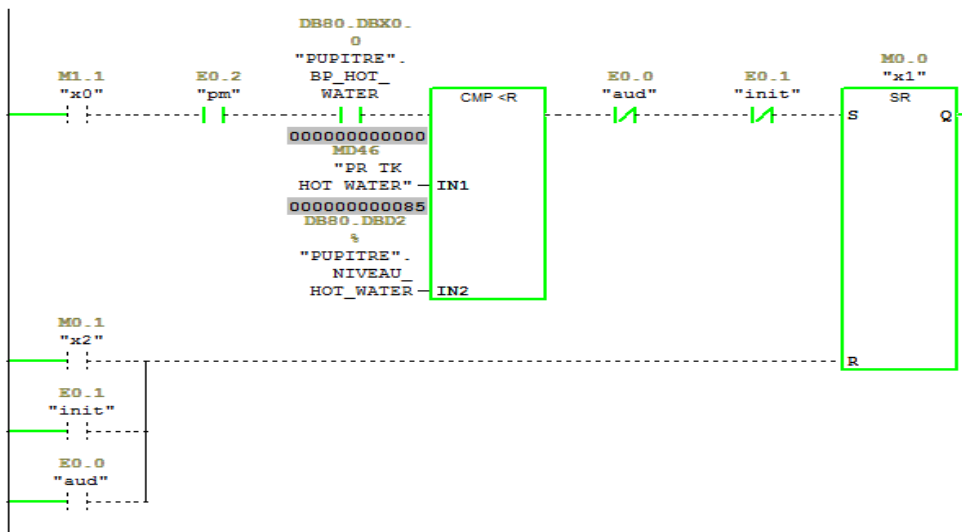 DB80.DBX0.
0
"PUPITRE".
M1.1 E0.2 BP_HOT_ E0.0 E0.1 M0.0
"x0" "pm" WATER "aud" "init" "x1"
CMP <R SR
S Q
000000000000
MD46
"PR TK
HOT WATER" IN1
000000000085
DB80.DBD2
%
"PUPITRE".
NIVEAU_
HOT_WATER IN2
M0.1
"x2"
R
E0.1
"init"
E0.0
"aud"